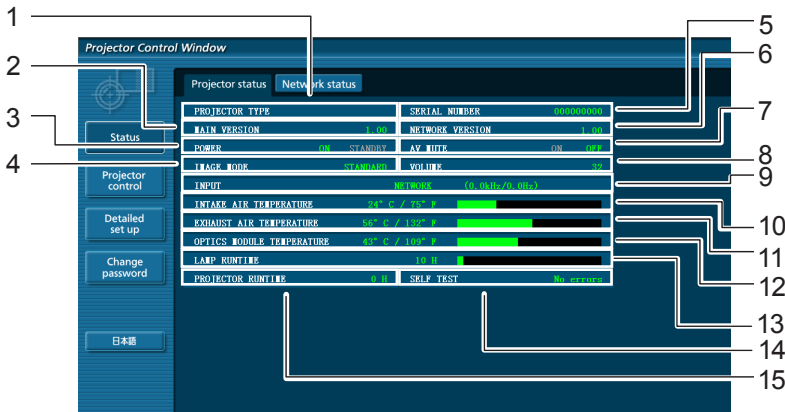 1
Projector Control Window
2
3
4
5
6
7
8
9
10
11
12
13
14
15
Projector status Network status
Status
Projector control
Detailed set up
Change password
日本語
PROJECTOR TYPE SERIAL NUMBER 000000000
MAIN VERSION 1.00 NETWORK VERSION 1.00
POWER ON STANDBY AV MUTE ON OFF
IMAGE MODE STANDARD VOLUME 32
INPUT NETWORK (0.0kHz/0.0Hz)
INTAKE AIR TEMPERATURE 24° C / 75° F
EXHAUST AIR TEMPERATURE 56° C / 132° F
OPTICS MODULE TEMPERATURE 43° C / 109° F
LAMP RUNTIME 10 H
PROJECTOR RUNTIME 0 H SELF TEST No errors